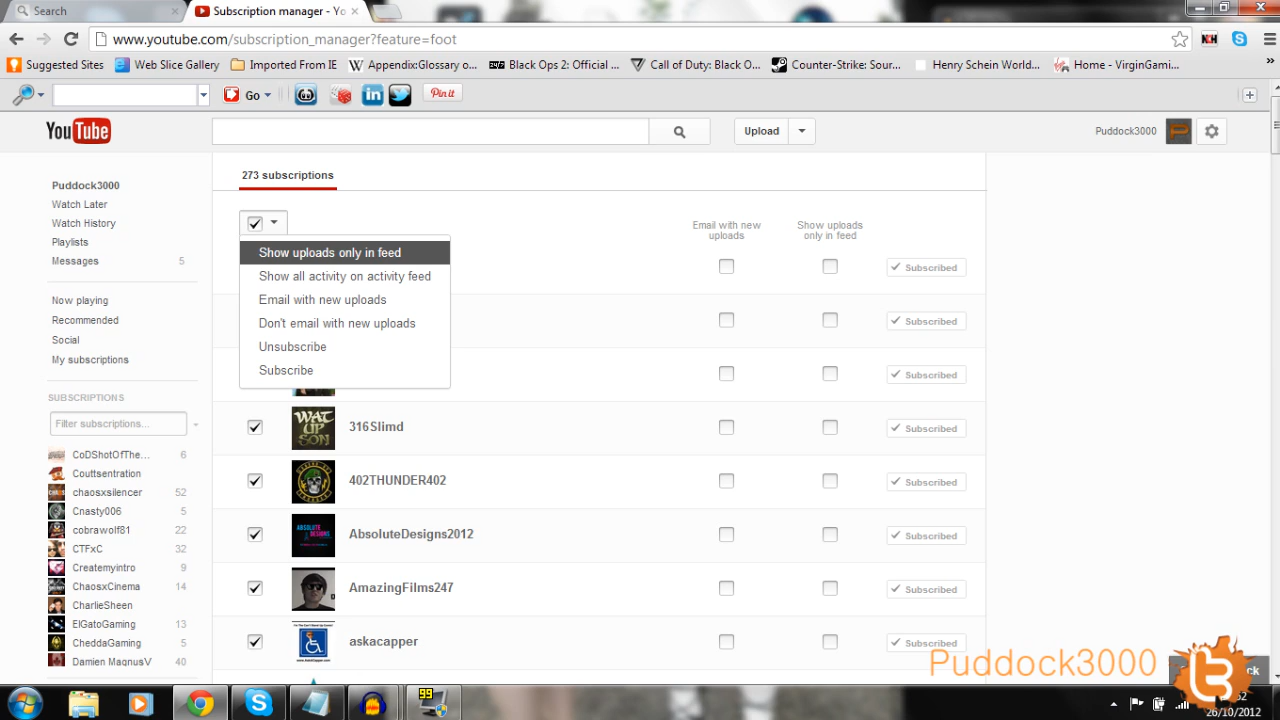 Search
Subscription manager - Yo
www.youtube.com/subscription_manager?feature=foot
Suggested Sites
Web Slice Gallery
Imported From IE
Appendix:Glossary o...
Black Ops 2: Official ...
Call of Duty: Black O...
Counter-Strike: Sour...
Henry Schein World...
Home - VirginGami...
Go
Pin it
YouTube
Upload
Puddock3000
273 subscriptions
Puddock3000
Watch Later
Watch History
Playlists
Messages 5
Now playing
Recommended
Social
My subscriptions
SUBSCRIPTIONS
Filter subscriptions...
CoDShotOfThe... 6
Couttsentration
chaosxsilencer 52
Cnasty006 5
cobrawolf81 22
CTFxC 32
Createmyintro 9
ChaosxCinema 14
CharlieSheen
ElGatoGaming 13
CheddaGaming 5
Damien MagnusV 40
Email with new uploads
Show uploads only in feed
Show uploads only in feed
Show all activity on activity feed
Email with new uploads
Don't email with new uploads
Unsubscribe
Subscribe
Subscribed
Subscribed
Subscribed
WAT UP SON
316Slimd
Subscribed
402THUNDER402
Subscribed
ABSOLUTE DESIGNS
AbsoluteDesigns2012
Subscribed
AmazingFilms247
Subscribed
askacapper
Subscribed
Puddock3000
99
26/10/2012